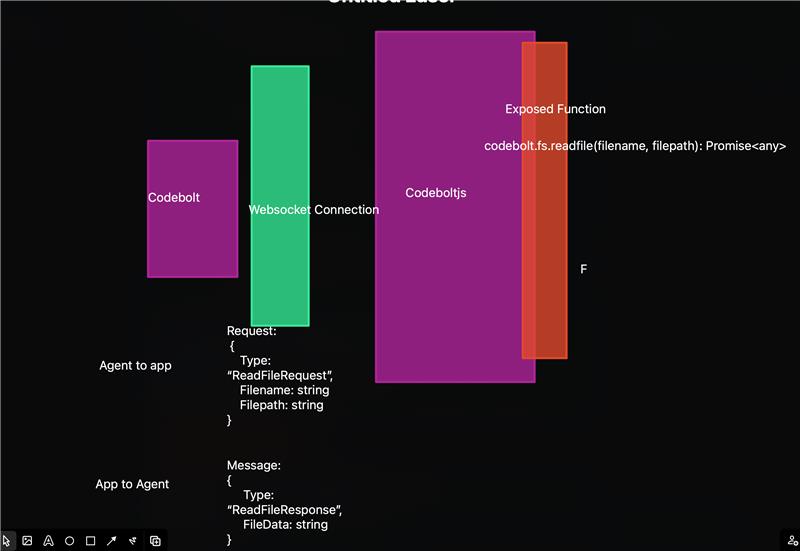 Exposed Function
codebolt.fs.readfile(filename, filepath): Promise<any>
Codebolt
Websocket Connection
Codeboltjs
F
Agent to app
Request:
{
Type:
“ReadFileRequest”,
Filename: string
Filepath: string
}
App to Agent
Message:
{
Type:
“ReadFileResponse”,
FileData: string
}